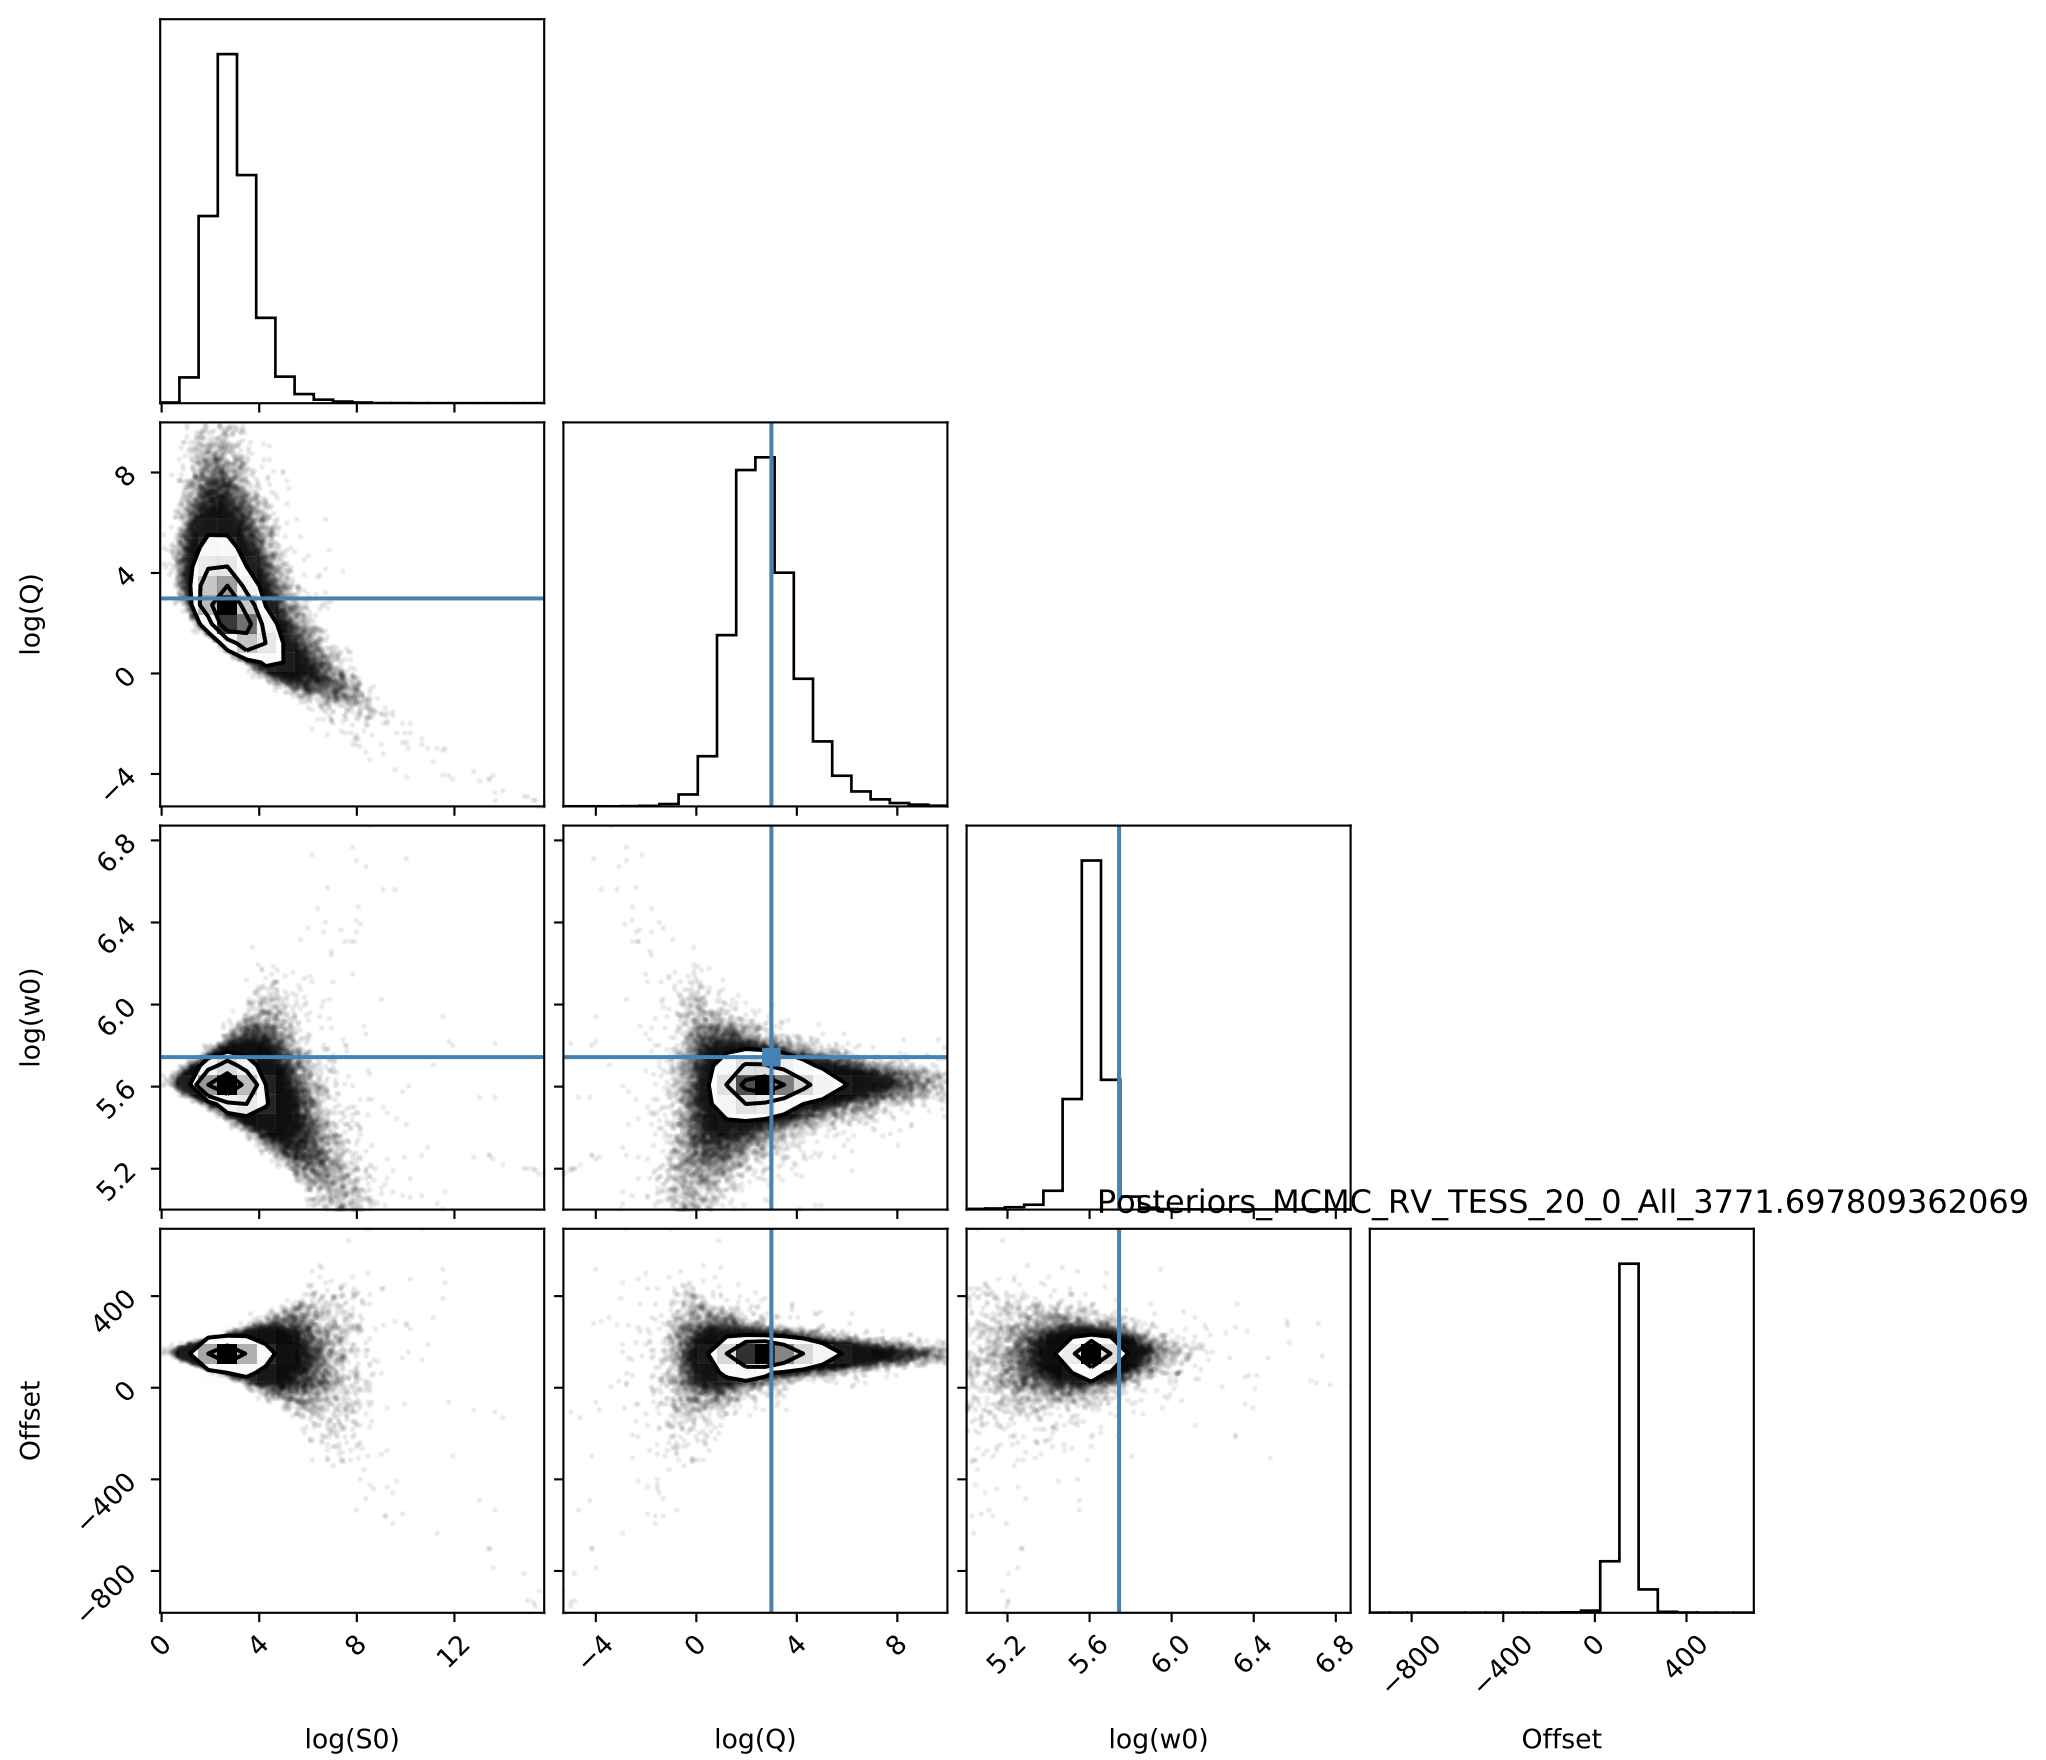 8
4
0
−4
log(Q)
6.8
6.4
6.0
5.6
5.2
log(w0)
Posteriors_MCMC_RV_TESS_20_0_All_3771.697809362069
400
0
−400
−800
Offset
0 4 8 12
−4 0 4 8
5.2 5.6 6.0 6.4 6.8
−800 −400 0 400
log(S0) log(Q) log(w0) Offset